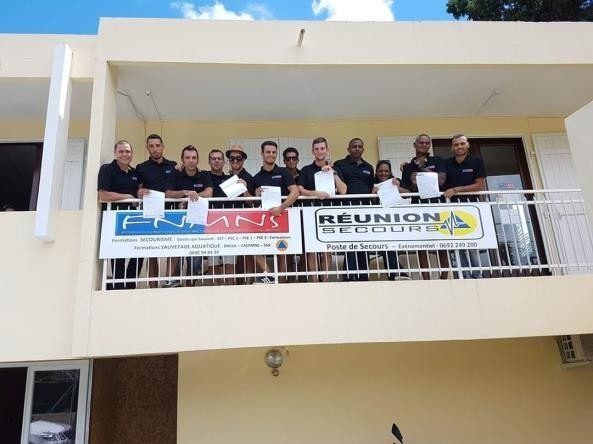 FNMNS
Formations SECOURISME : Gestes qui Sauvent - SST - PSC 1 - PSE 1 - PSE 2 - Formateurs
Formations SAUVETAGE AQUATIQUE : BNSSA - CAEPMNS - SSA
RÉUNION
SECOURS
Poste de Secours - Evénementiel - 0692 249 200